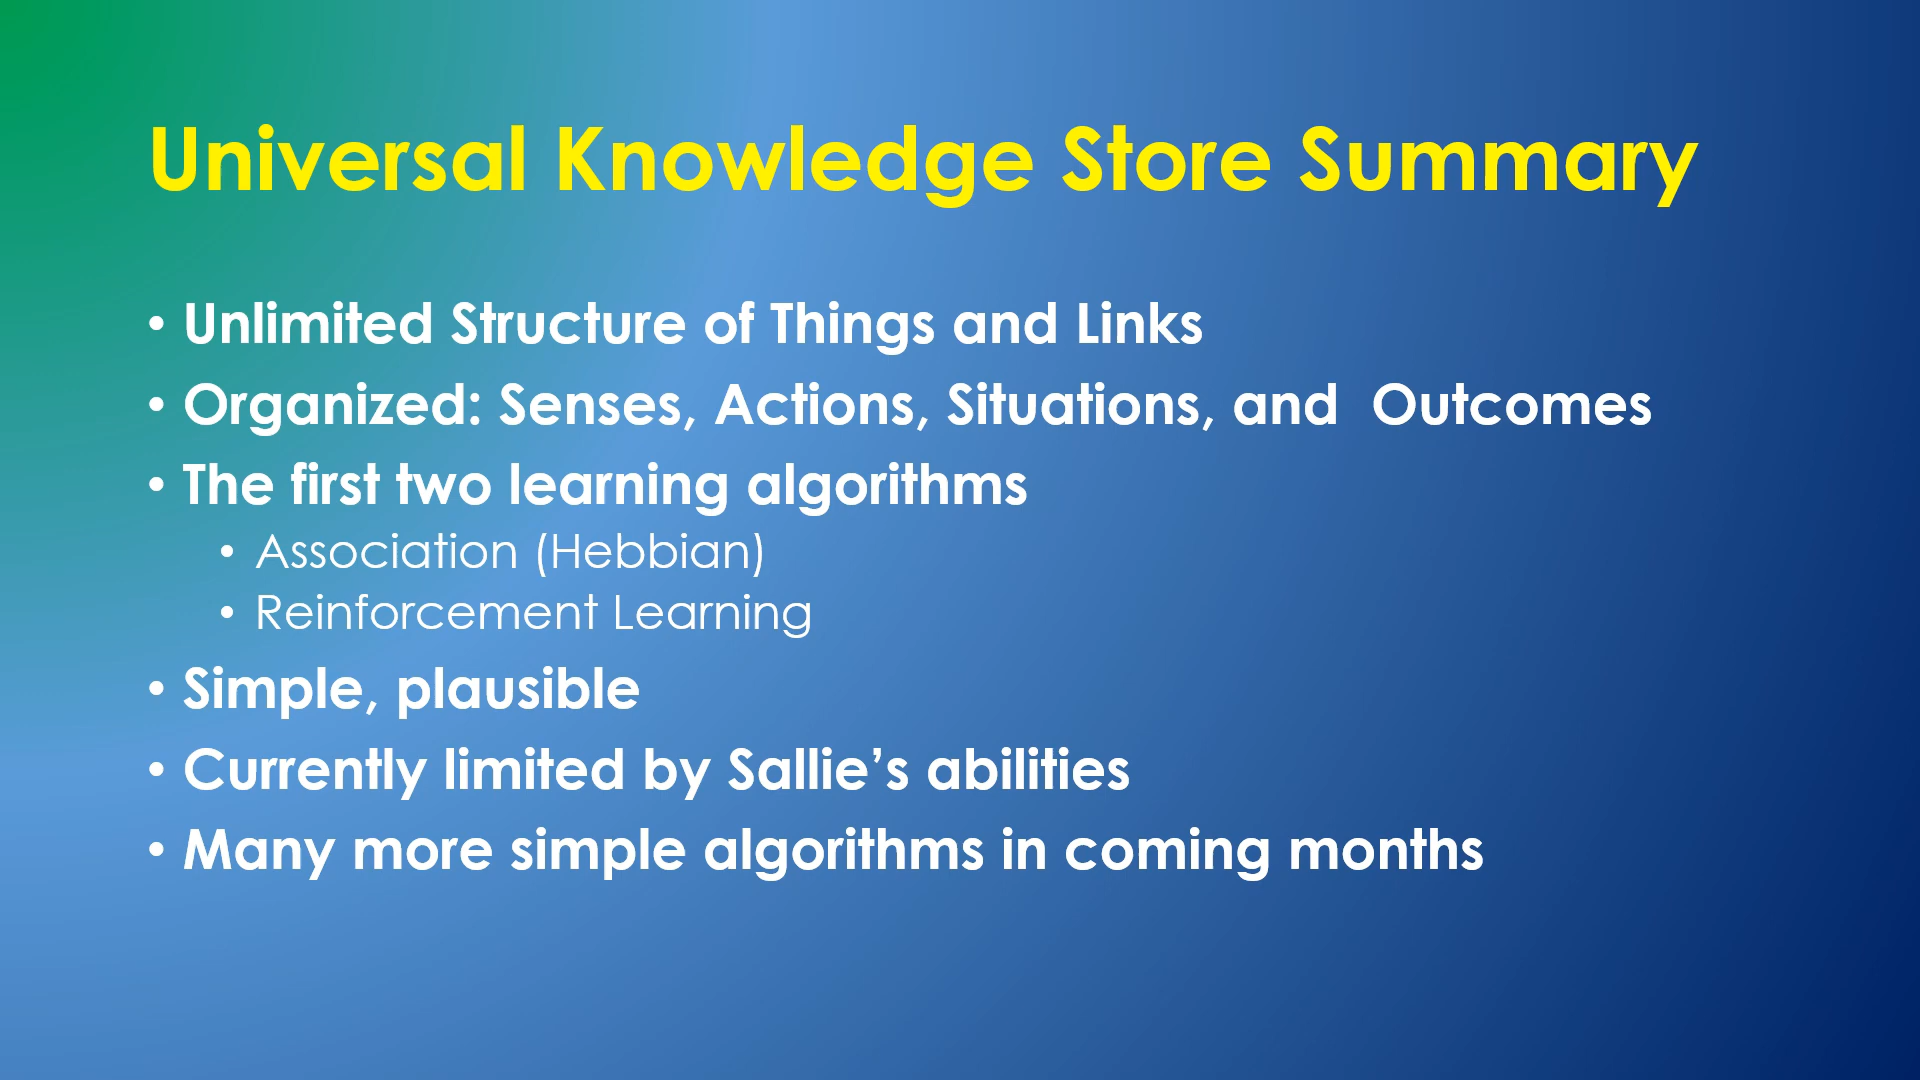 Universal Knowledge Store Summary
• Unlimited Structure of Things and Links
• Organized: Senses, Actions, Situations, and  Outcomes
• The first two learning algorithms
• Association (Hebbian)
• Reinforcement Learning
• Simple, plausible
• Currently limited by Sallie’s abilities
• Many more simple algorithms in coming months